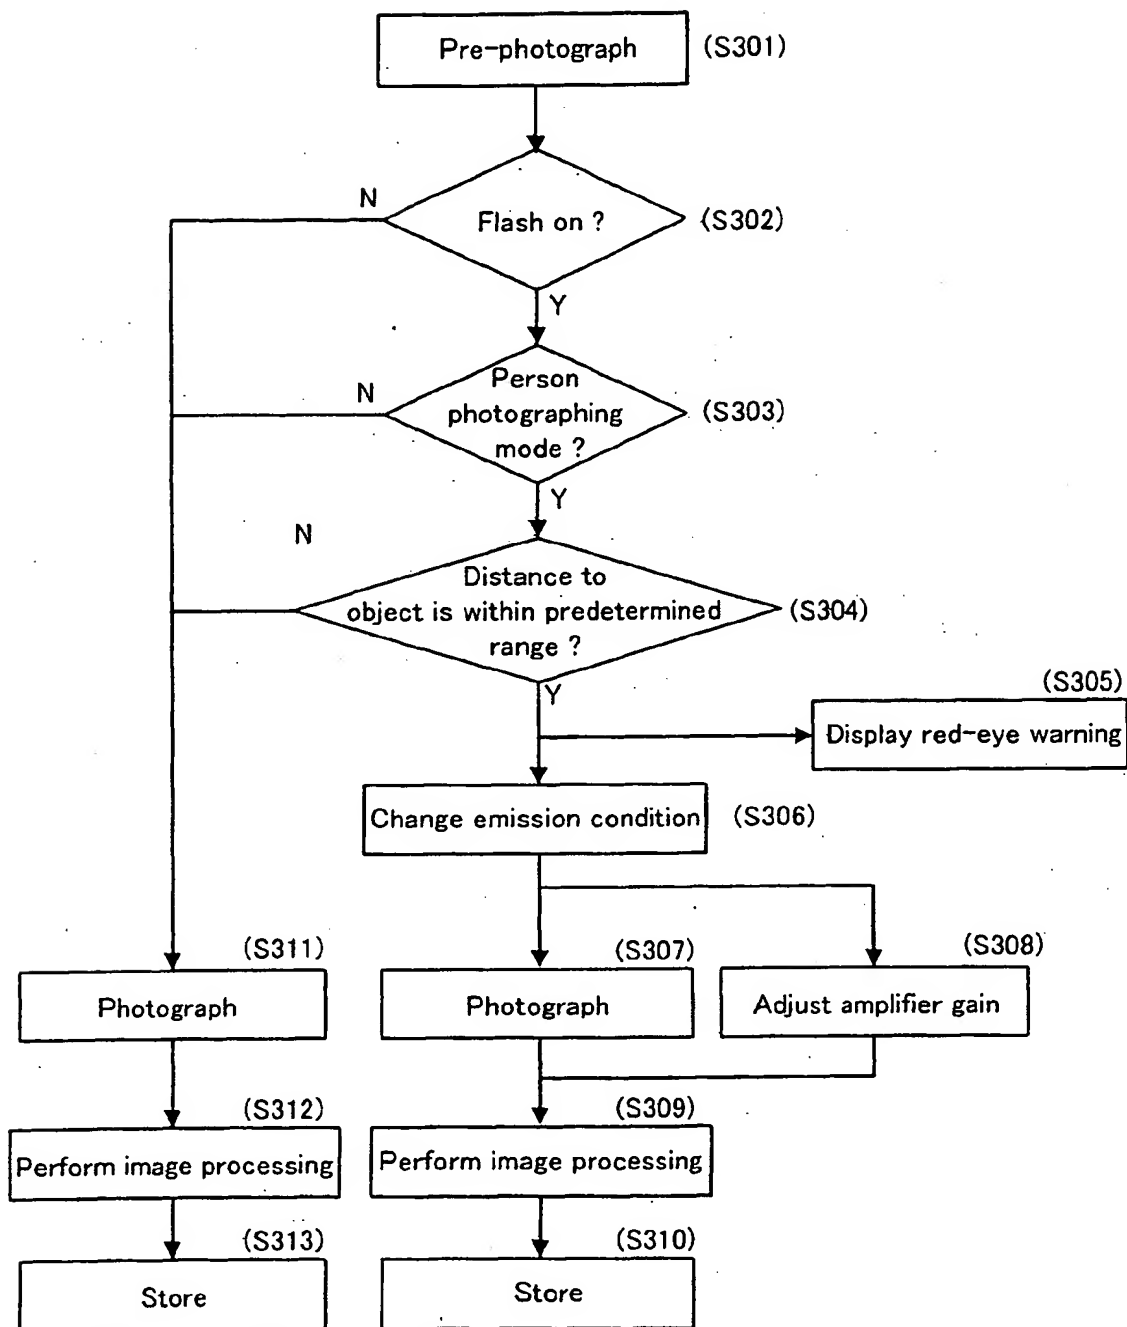 Pre-photograph (S301)
N
Flash on ? (S302)
Y
N
Person
photographing
mode ?
(S303)
Y
N
Distance to
object is within predetermined
range ?
(S304)
Y
(S305)
Display red-eye warning
Change emission condition (S306)
(S311)
Photograph
(S307)
Photograph
(S308)
Adjust amplifier gain
(S312)
Perform image processing
(S309)
Perform image processing
(S313)
Store
(S310)
Store